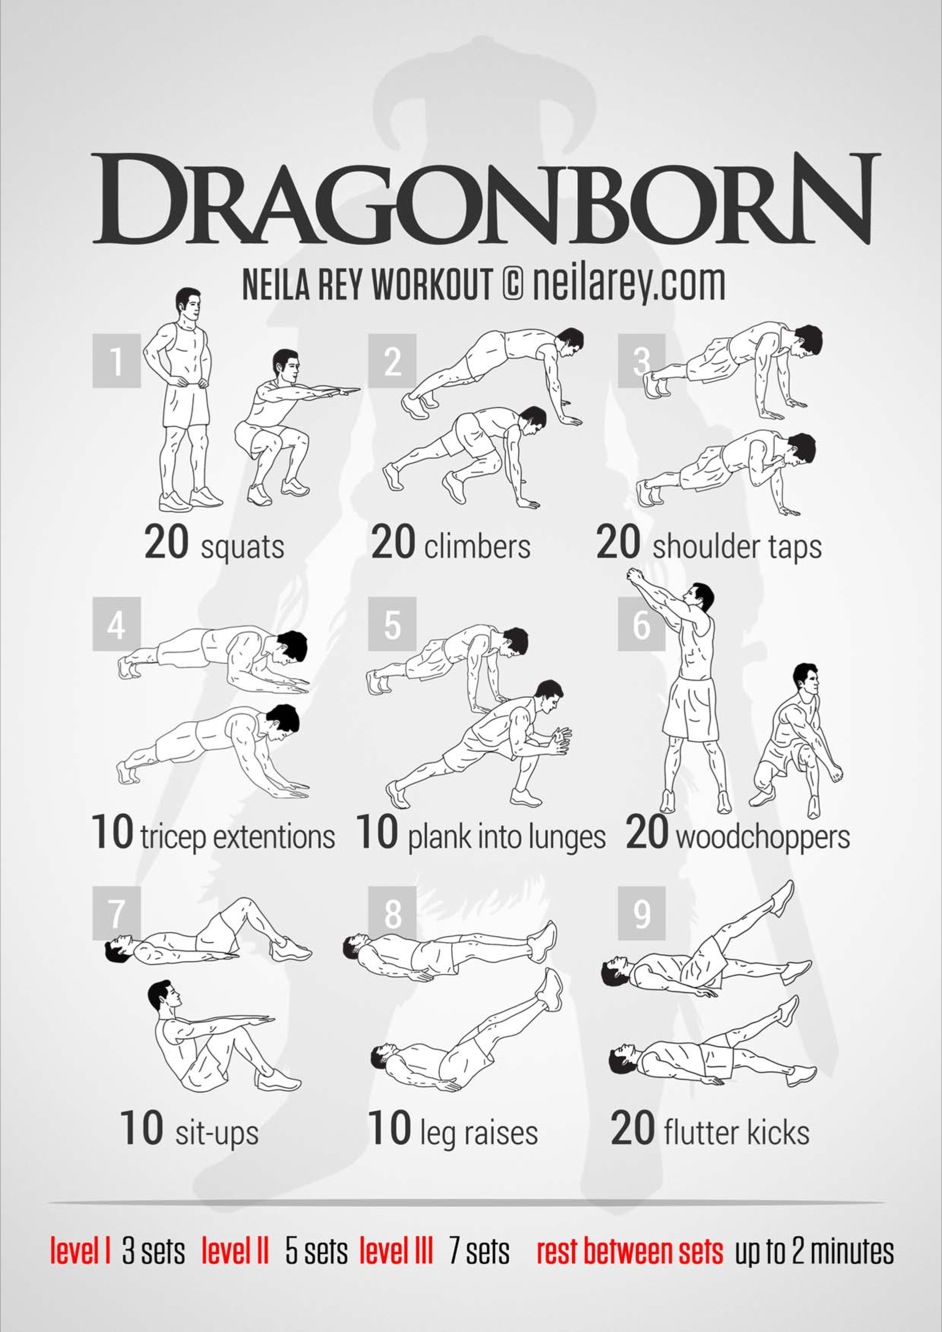 DRAGONBORN
NEILA REY WORKOUT © neilarey.com
1
2
3
20 squats
20 climbers
20 shoulder taps
4
5
6
10 tricep extentions
10 plank into lunges
20 woodchoppers
7
8
9
10 sit-ups
10 leg raises
20 flutter kicks
level I 3 sets level II 5 sets level III 7 sets rest between sets up to 2 minutes